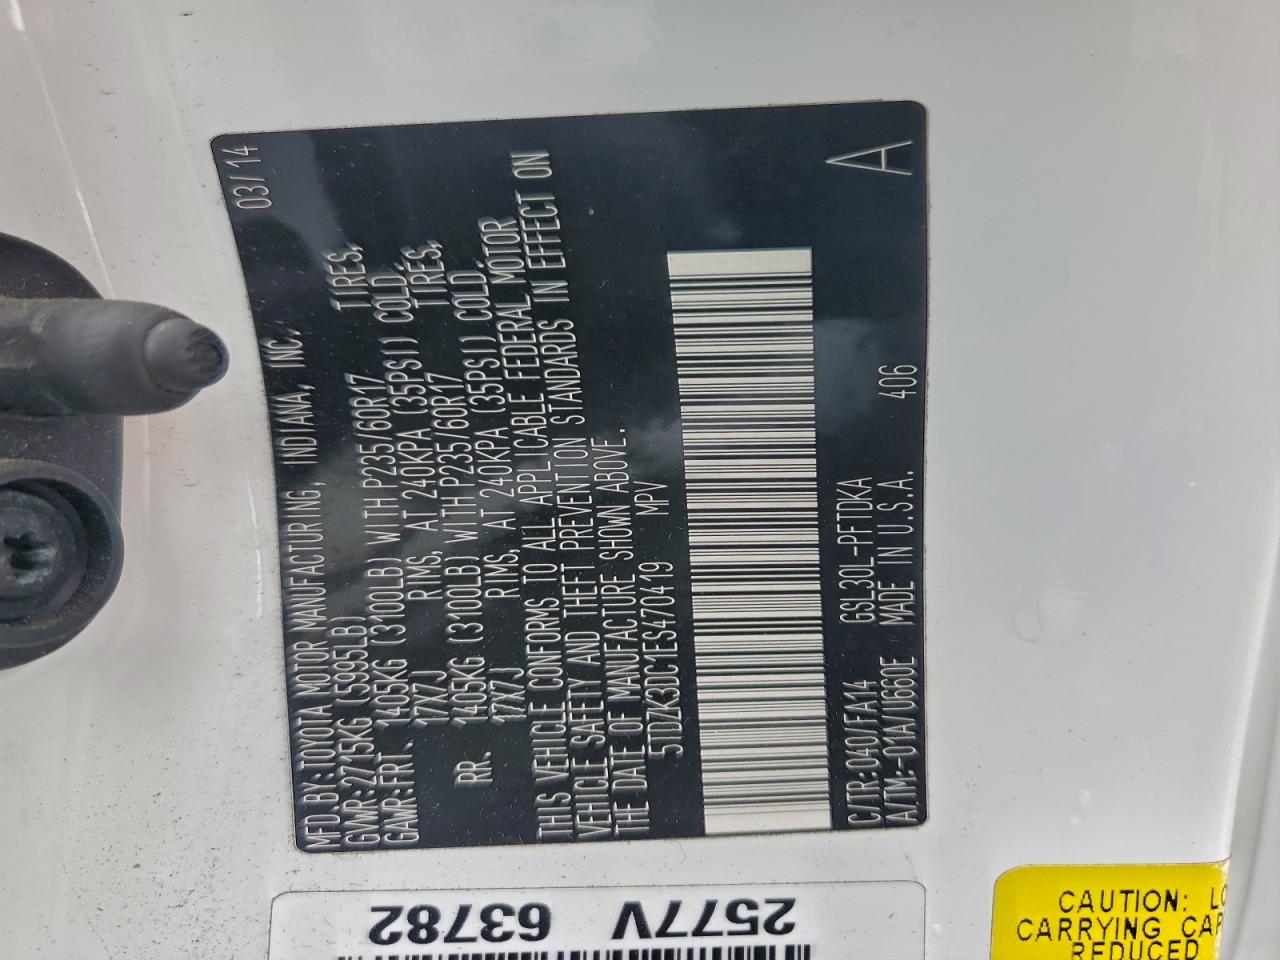 MFD.BY:TOYOTA MOTOR MANUFACTURING, INDIANA, INC. 03/14
GVWR:2715KG (5995LB)
GAWR:FRT. 1405KG (3100LB) WITH P235/60R17 TIRES,
17X7J RIMS, AT 240KPA (35PSI) COLD.
RR. 1405KG (3100LB) WITH P235/60R17 TIRES,
17X7J RIMS, AT 240KPA (35PSI) COLD.
THIS VEHICLE CONFORMS TO ALL APPLICABLE FEDERAL MOTOR
VEHICLE SAFETY AND THEFT PREVENTION STANDARDS IN EFFECT ON
THE DATE OF MANUFACTURE SHOWN ABOVE.
5TDZK3DC1ES470419 MPV
C/TR:040/FA14 GSL30L-PFTDKA
A/TM:-01A/U660E MADE IN U.S.A. 406
A
2577V 63782
CAUTION:
CARRYING
REDUCED